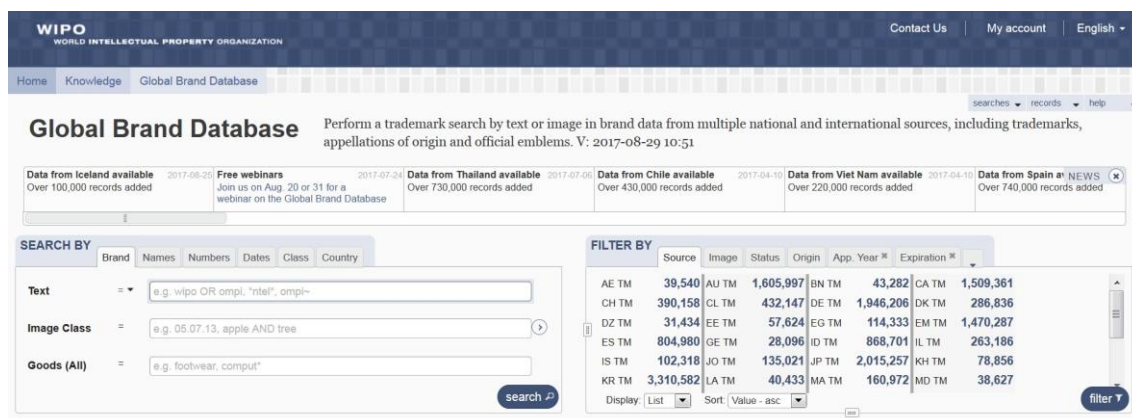 WIPO
WORLD INTELLECTUAL PROPERTY ORGANIZATION
Contact Us My account English
Home Knowledge Global Brand Database
searches records help
Global Brand Database
Perform a trademark search by text or image in brand data from multiple national and international sources, including trademarks,
appellations of origin and official emblems. V: 2017-08-29 10:51
Data from Iceland available 2017-08-25
Over 100,000 records added
Free webinars 2017-07-24
Join us on Aug. 20 or 31 for a
webinar on the Global Brand Database
Data from Thailand available 2017-07-06
Over 730,000 records added
Data from Chile available 2017-04-10
Over 430,000 records added
Data from Viet Nam available 2017-04-10
Over 220,000 records added
Data from Spain NEWS
Over 740,000 records added
SEARCH BY
Brand Names Numbers Dates Class Country
Text = e.g. wipo OR ompi, "ntel", ompi~
Image Class = e.g. 05.07.13, apple AND tree
Goods (All) = e.g. footwear, comput*
search
FILTER BY
Source Image Status Origin App. Year Expiration
AE TM 39,540 AU TM 1,605,997 BN TM 43,282 CA TM 1,509,361
CH TM 390,158 CL TM 432,147 DE TM 1,946,206 DK TM 286,836
DZ TM 31,434 EE TM 57,624 EG TM 114,333 EM TM 1,470,287
ES TM 804,980 GE TM 28,096 ID TM 868,701 IL TM 263,186
IS TM 102,318 JO TM 135,021 JP TM 2,015,257 KH TM 78,856
KR TM 3,310,582 LA TM 40,433 MA TM 160,972 MD TM 38,627
Display: List Sort: Value - asc
filter